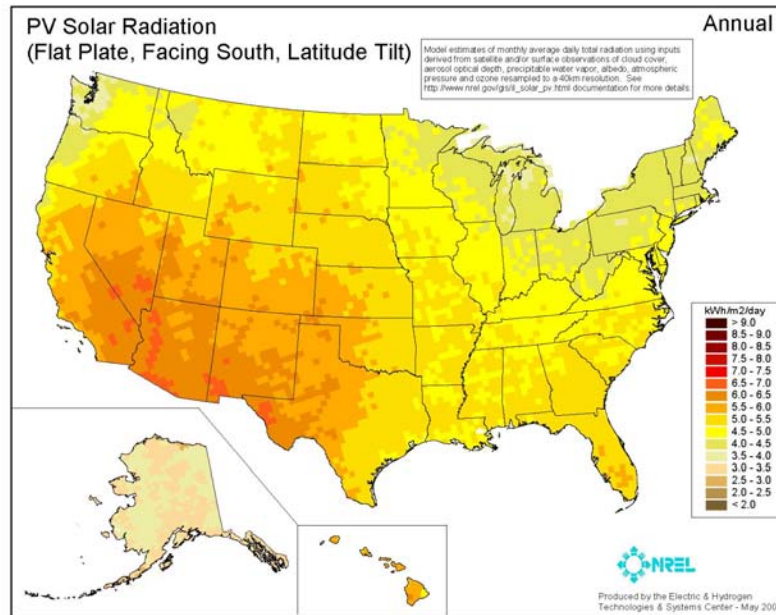 PV Solar Radiation
(Flat Plate, Facing South, Latitude Tilt)
Annual
Model estimates of monthly average daily total radiation using inputs
derived from satellite and/or surface observations of cloud cover,
aerosol optical depth, precipitable water vapor, albedo, atmospheric
pressure and ozone resampled to a 40km resolution. See
http://www.nrel.gov/gis/il_solar_pv.html documentation for more details.
kWh/m2/day
> 9.0
8.5 - 9.0
8.0 - 8.5
7.5 - 8.0
7.0 - 7.5
6.5 - 7.0
6.0 - 6.5
5.5 - 6.0
5.0 - 5.5
4.5 - 5.0
4.0 - 4.5
3.5 - 4.0
3.0 - 3.5
2.5 - 3.0
2.0 - 2.5
< 2.0
NREL
Produced by the Electric & Hydrogen
Technologies & Systems Center - May